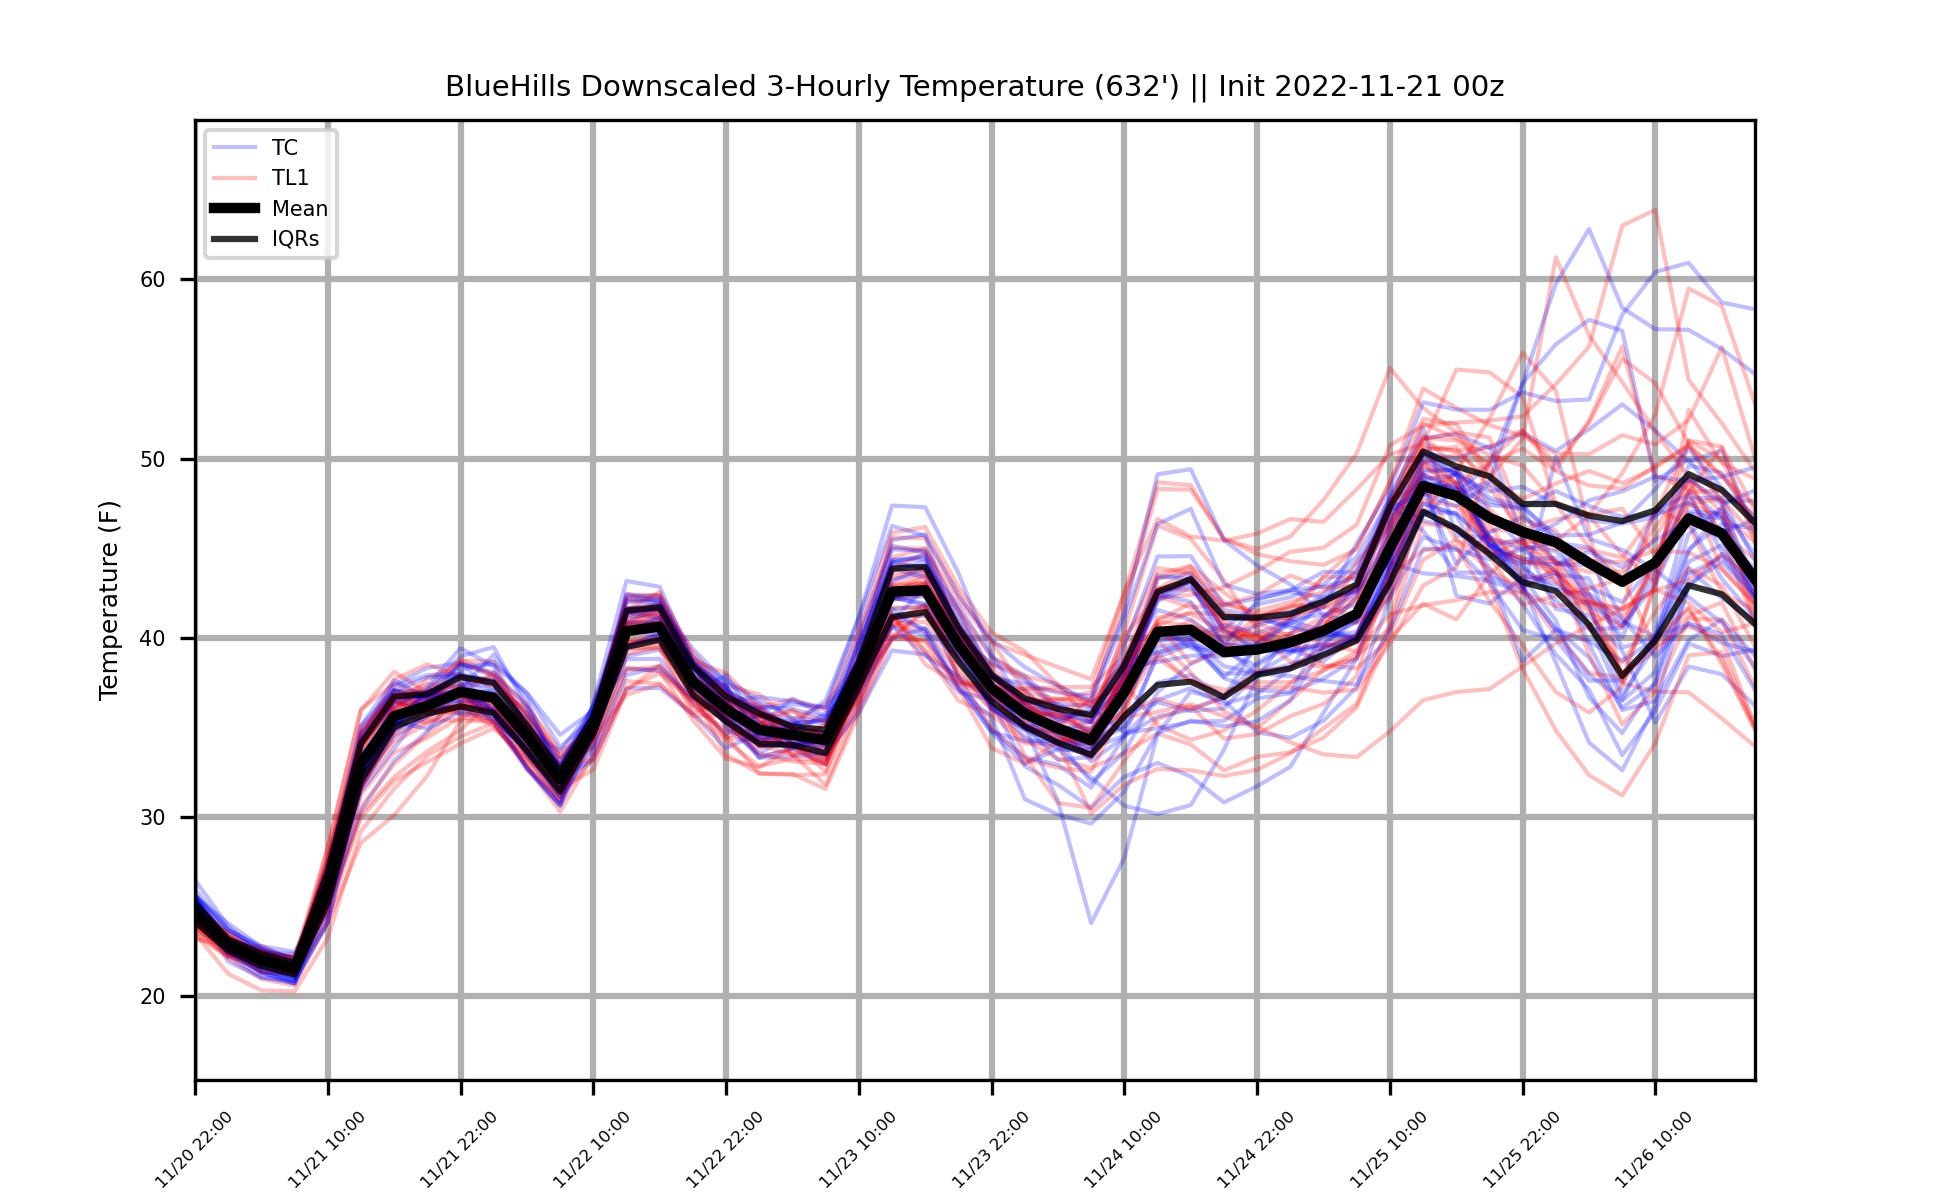 BlueHills Downscaled 3-Hourly Temperature (632') || Init 2022-11-21 00z
TC
TL1
Mean
IQRs
Temperature (F)
60
50
40
30
20
11/20 22:00
11/21 10:00
11/21 22:00
11/22 10:00
11/22 22:00
11/23 10:00
11/23 22:00
11/24 10:00
11/24 22:00
11/25 10:00
11/25 22:00
11/26 10:00